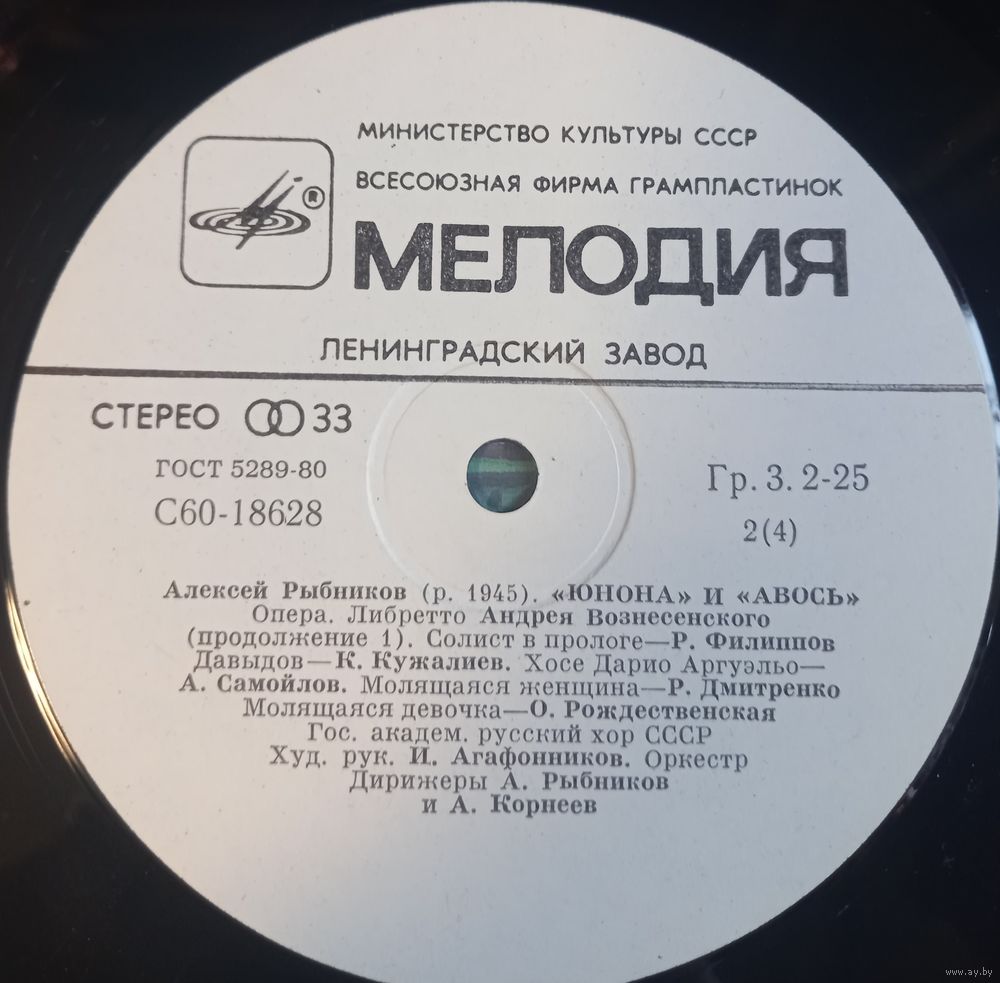 МИНИСТЕРСТВО КУЛЬТУРЫ СССР
ВСЕСОЮЗНАЯ ФИРМА ГРАМПЛАСТИНОК
®
МЕЛОДИЯ
ЛЕНИНГРАДСКИЙ ЗАВОД
СТЕРЕО 33
ГОСТ 5289-80
С60-18628
Гр. 3. 2-25
2(4)
Алексей Рыбников (р. 1945). «ЮНОНА» И «АВОСЬ»
Опера. Либретто Андрея Вознесенского
(продолжение 1). Солист в прологе—Р. Филиппов
Давыдов—К. Кужалиев. Хосе Дарио Аргуэльо—
А. Самойлов. Молящаяся женщина—Р. Дмитренко
Молящаяся девочка—О. Рождественская
Гос. академ. русский хор СССР
Худ. рук. И. Агафонников. Оркестр
Дирижеры А. Рыбников
и А. Корнеев
www.ay.by